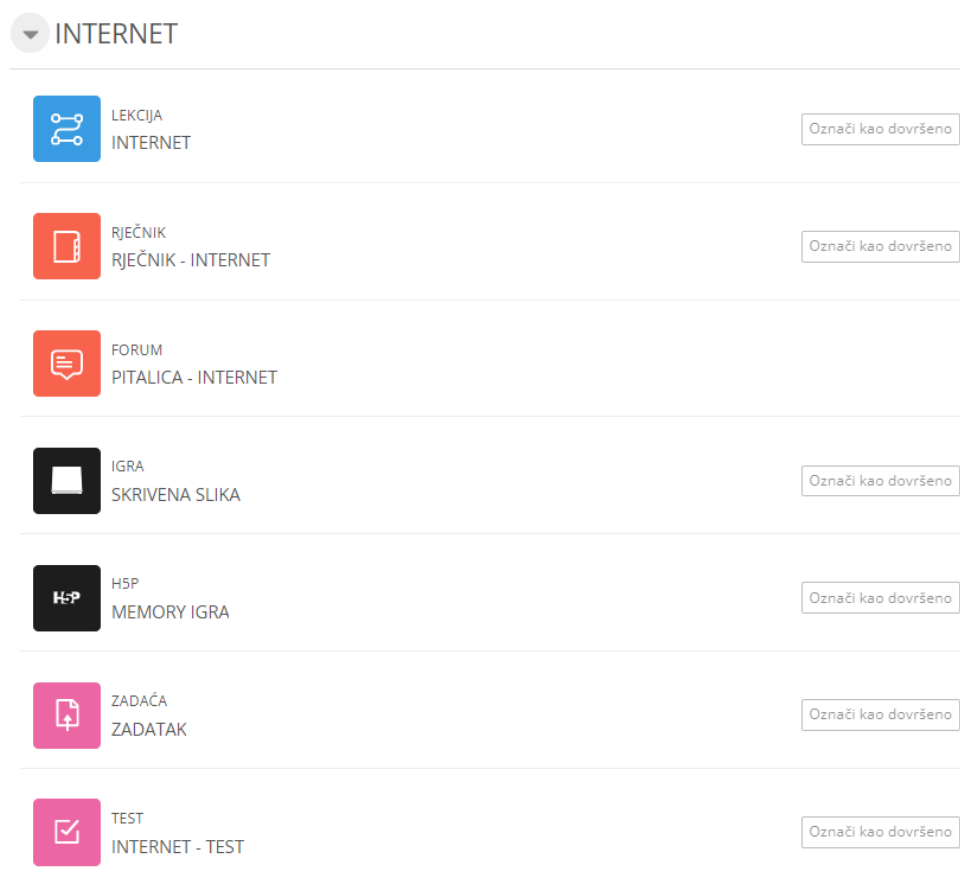 INTERNET
LEKCIJA
INTERNET
Označi kao dovršeno
RJEČNIK
RJEČNIK - INTERNET
Označi kao dovršeno
FORUM
PITALICA - INTERNET
IGRA
SKRIVENA SLIKA
Označi kao dovršeno
H5P
H5P
MEMORY IGRA
Označi kao dovršeno
ZADAĆA
ZADATAK
Označi kao dovršeno
TEST
INTERNET - TEST
Označi kao dovršeno